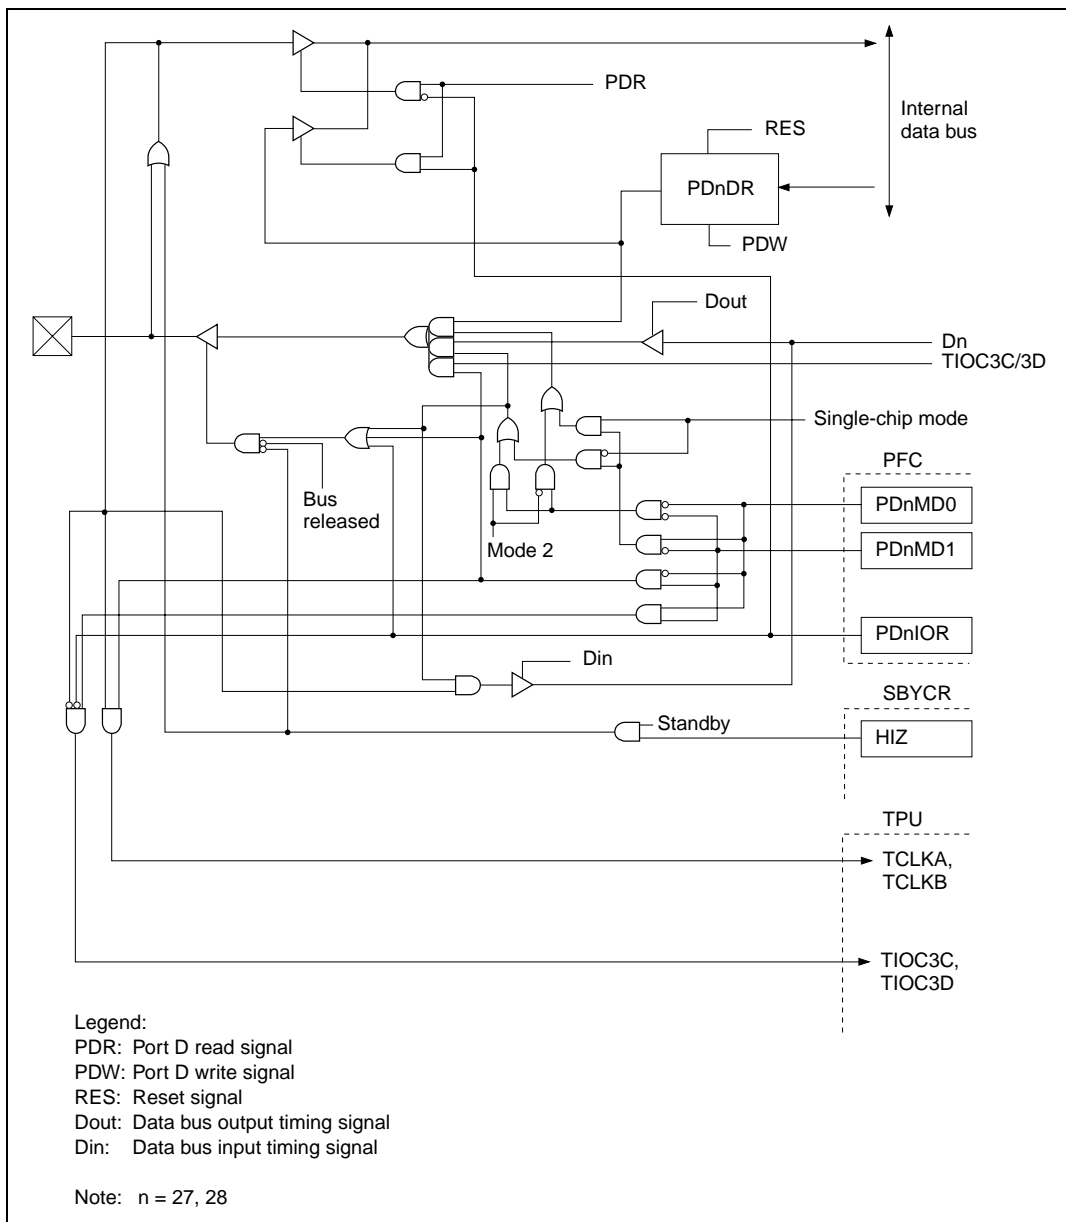 PDR
Internal
data bus
RES
PDnDR
PDW
Dout
Dn
TIOC3C/3D
Single-chip mode
PFC
Bus
released
Mode 2
PDnMD0
PDnMD1
PDnIOR
Din
SBYCR
Standby
HIZ
TPU
TCLKA,
TCLKB
TIOC3C,
TIOC3D
Legend:
PDR: Port D read signal
PDW: Port D write signal
RES: Reset signal
Dout: Data bus output timing signal
Din: Data bus input timing signal
Note: n = 27, 28